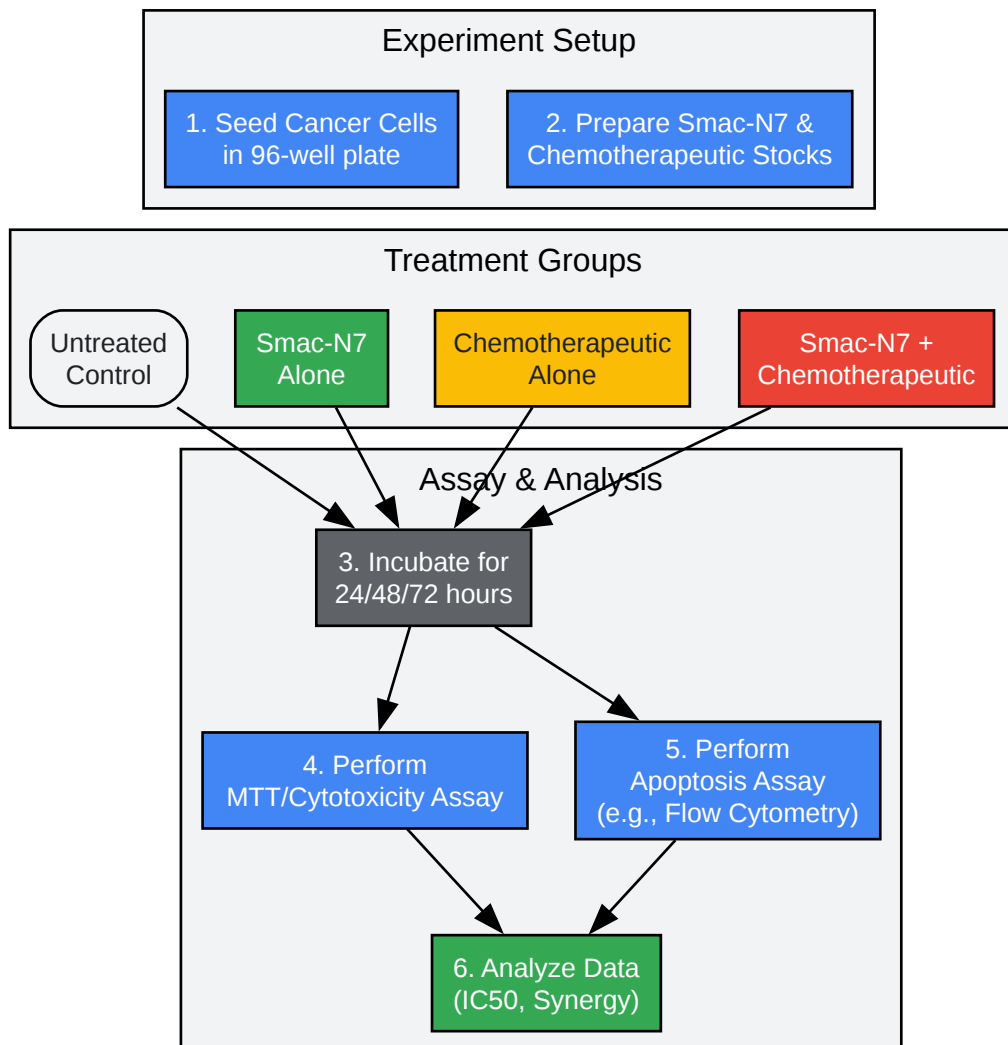 Experiment Setup
1. Seed Cancer Cells
in 96-well plate
2. Prepare Smac-N7 &
Chemotherapeutic Stocks
Treatment Groups
Untreated
Control
Smac-N7
Alone
Chemotherapeutic
Alone
Smac-N7 +
Chemotherapeutic
Assay & Analysis
3. Incubate for
24/48/72 hours
4. Perform
MTT/Cytotoxicity Assay
5. Perform
Apoptosis Assay
(e.g., Flow Cytometry)
6. Analyze Data
(IC50, Synergy)